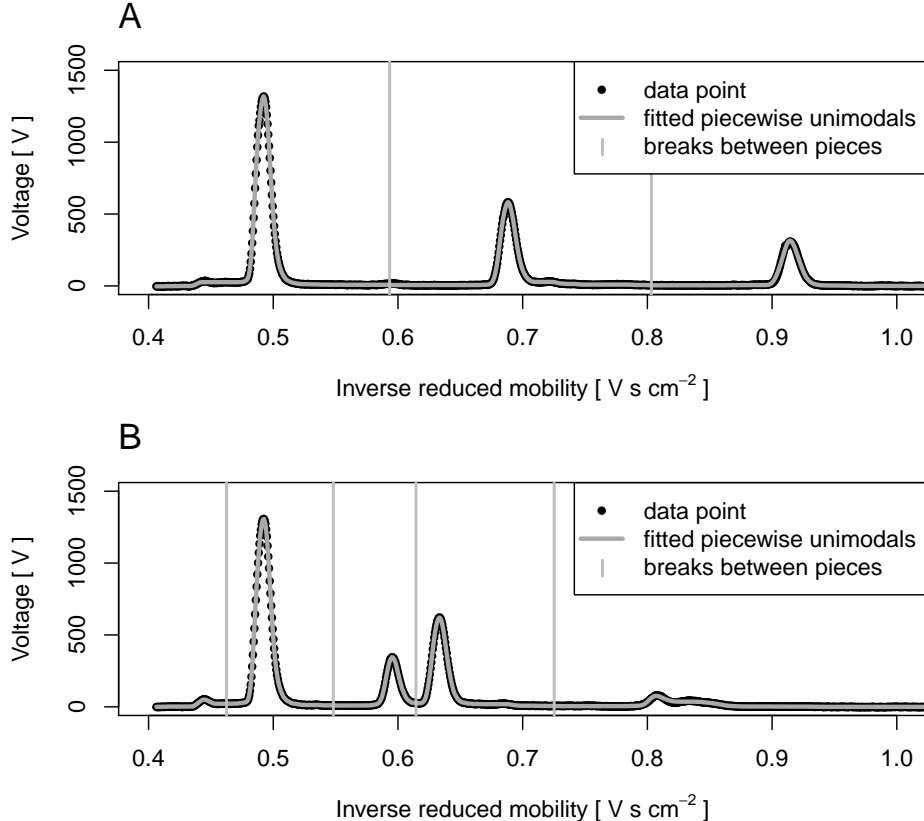 A
Voltage [ V]
0 500 1000 1500
data point
fitted piecewise unimodals
breaks between pieces
0.4 0.5 0.6 0.7 0.8 0.9 1.0
Inverse reduced mobility [ V s cm⁻² ]
B
Voltage [ V]
0 500 1000 1500
data point
fitted piecewise unimodals
breaks between pieces
0.4 0.5 0.6 0.7 0.8 0.9 1.0
Inverse reduced mobility [ V s cm⁻² ]